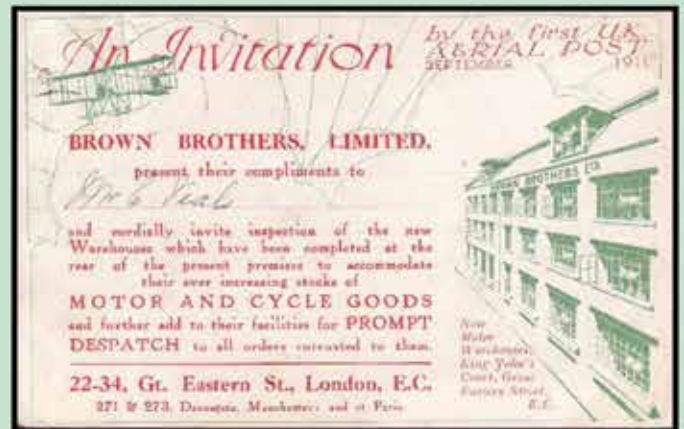 An Invitation
by the first U.K.
AERIAL POST
SEPTEMBER 1911
BROWN BROTHERS, LIMITED,
present their compliments to
and cordially invite inspection of the new
Warehouses which have been completed at the
rear of the present premises to accommodate
their ever increasing stocks of
MOTOR AND CYCLE GOODS
and further add to their facilities for PROMPT
DESPATCH to all orders entrusted to them.
22-34, Gt. Eastern St., London, E.C.
271 & 273, Deansgate, Manchester; and at Paris.
BROWN BROTHERS LTD
New
Motor
Warehouses,
King John's
Court, Great
Eastern Street,
E.C.